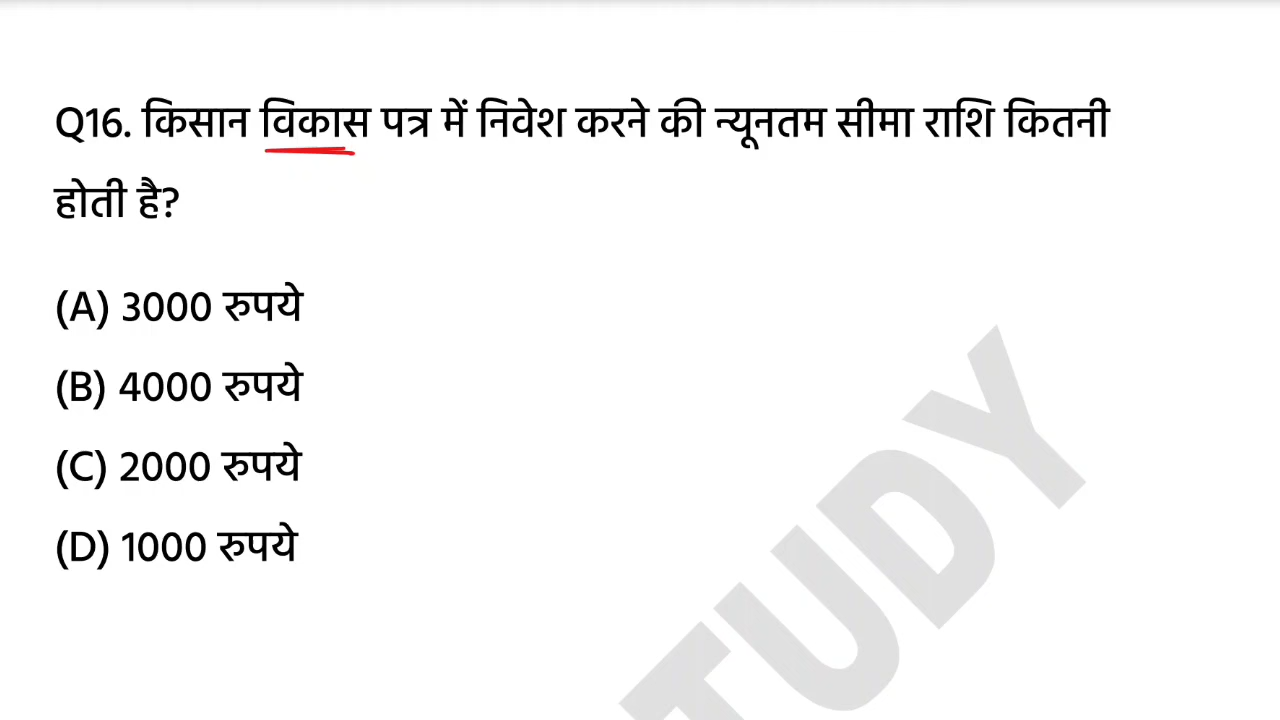 Q16. किसान विकास पत्र में निवेश करने की न्यूनतम सीमा राशि कितनी
होती है?
(A) 3000 रुपये
(B) 4000 रुपये
(C) 2000 रुपये
(D) 1000 रुपये
TUDY